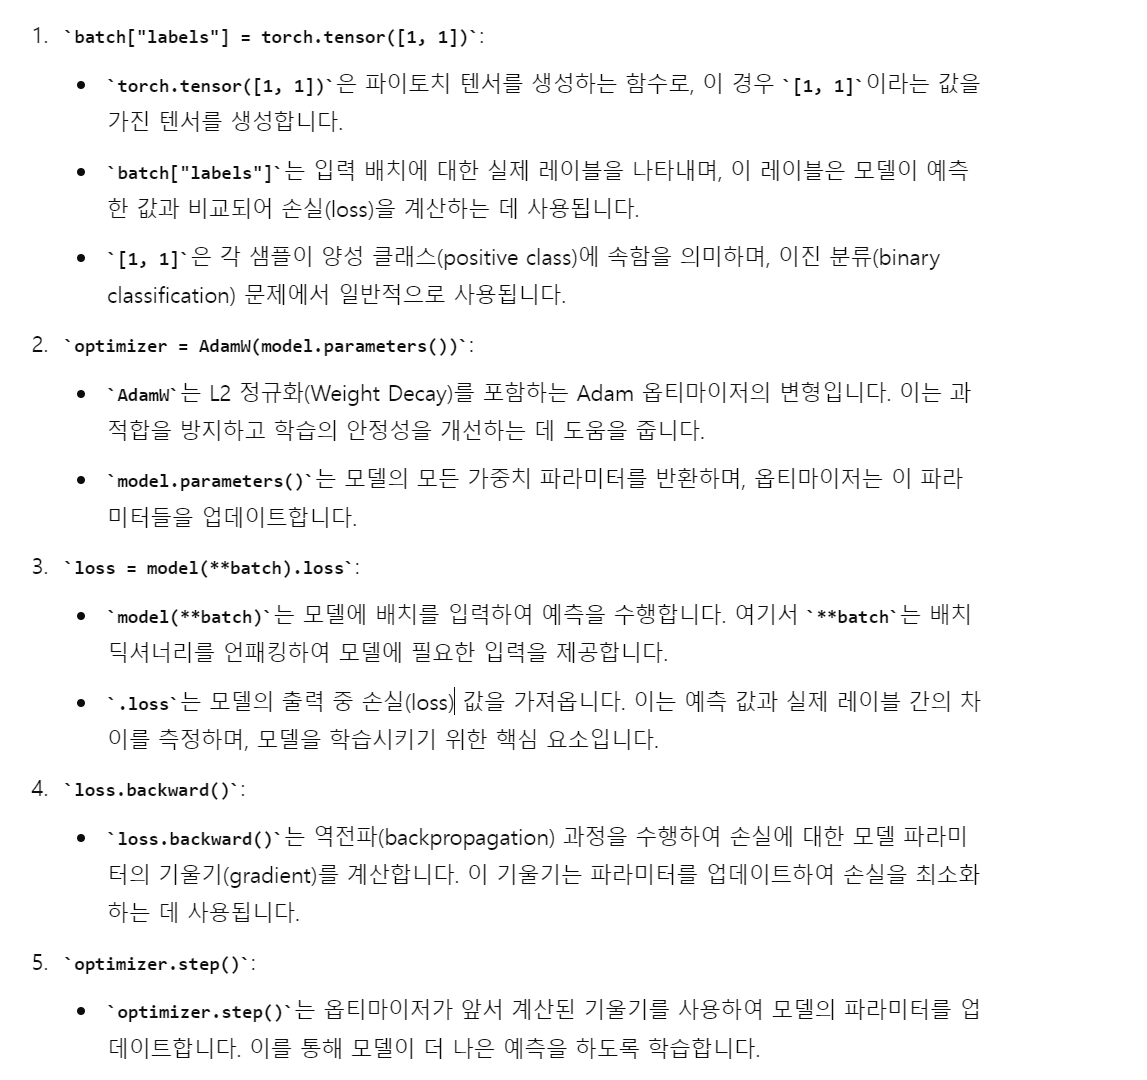 1. `batch["labels"] = torch.tensor([1, 1])`:
• `torch.tensor([1, 1])`은 파이토치 텐서를 생성하는 함수로, 이 경우 `[1, 1]`이라는 값을
가진 텐서를 생성합니다.
• `batch["labels"]`는 입력 배치에 대한 실제 레이블을 나타내며, 이 레이블은 모델이 예측
한 값과 비교되어 손실(loss)을 계산하는 데 사용됩니다.
• `[1, 1]`은 각 샘플이 양성 클래스(positive class)에 속함을 의미하며, 이진 분류(binary
classification) 문제에서 일반적으로 사용됩니다.
2. `optimizer = AdamW(model.parameters())`:
• `AdamW`는 L2 정규화(Weight Decay)를 포함하는 Adam 옵티마이저의 변형입니다. 이는 과
적합을 방지하고 학습의 안정성을 개선하는 데 도움을 줍니다.
• `model.parameters()`는 모델의 모든 가중치 파라미터를 반환하며, 옵티마이저는 이 파라
미터들을 업데이트합니다.
3. `loss = model(**batch).loss`:
• `model(**batch)`는 모델에 배치를 입력하여 예측을 수행합니다. 여기서 `**batch`는 배치
딕셔너리를 언패킹하여 모델에 필요한 입력을 제공합니다.
• `.loss`는 모델의 출력 중 손실(loss) 값을 가져옵니다. 이는 예측 값과 실제 레이블 간의 차
이를 측정하며, 모델을 학습시키기 위한 핵심 요소입니다.
4. `loss.backward()`:
• `loss.backward()`는 역전파(backpropagation) 과정을 수행하여 손실에 대한 모델 파라미
터의 기울기(gradient)를 계산합니다. 이 기울기는 파라미터를 업데이트하여 손실을 최소화
하는 데 사용됩니다.
5. `optimizer.step()`:
• `optimizer.step()`는 옵티마이저가 앞서 계산된 기울기를 사용하여 모델의 파라미터를 업
데이트합니다. 이를 통해 모델이 더 나은 예측을 하도록 학습합니다.